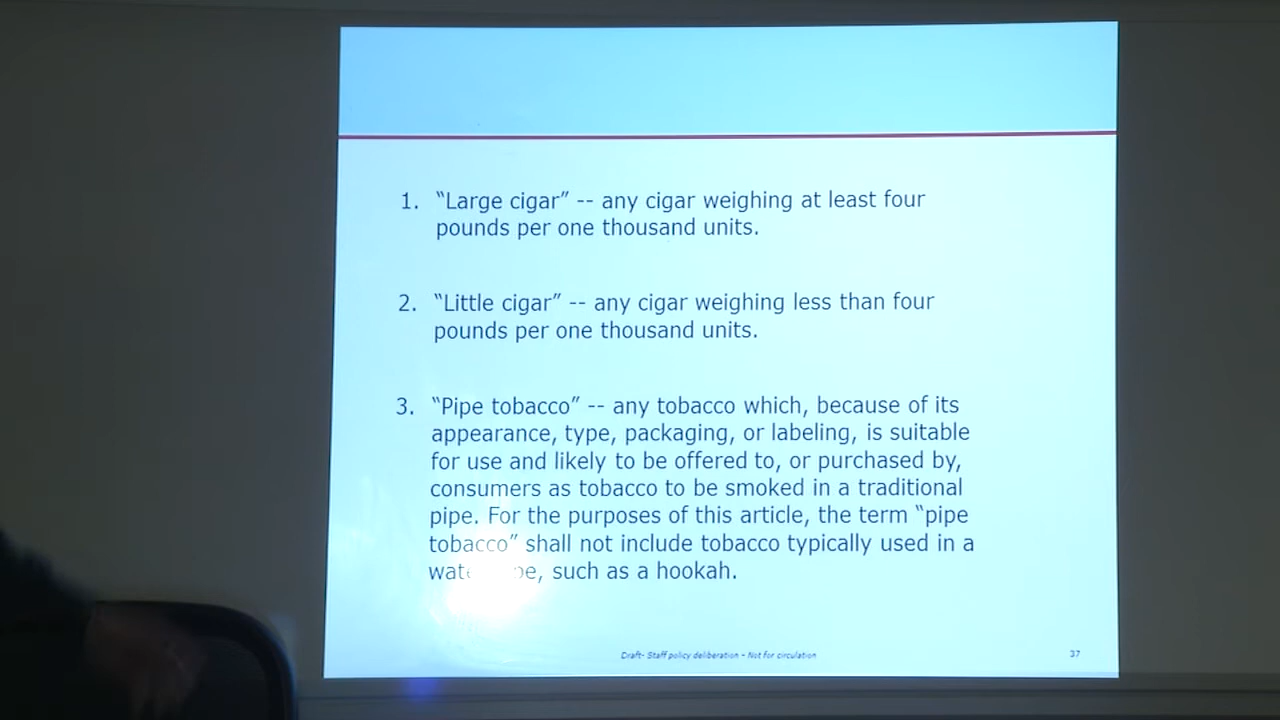 1. “Large cigar” -- any cigar weighing at least four
pounds per one thousand units.
2. “Little cigar” -- any cigar weighing less than four
pounds per one thousand units.
3. “Pipe tobacco” -- any tobacco which, because of its
appearance, type, packaging, or labeling, is suitable
for use and likely to be offered to, or purchased by,
consumers as tobacco to be smoked in a traditional
pipe. For the purposes of this article, the term “pipe
tobacco” shall not include tobacco typically used in a
such as a hookah.
Draft- Staff policy deliberation – Not for circulation
37